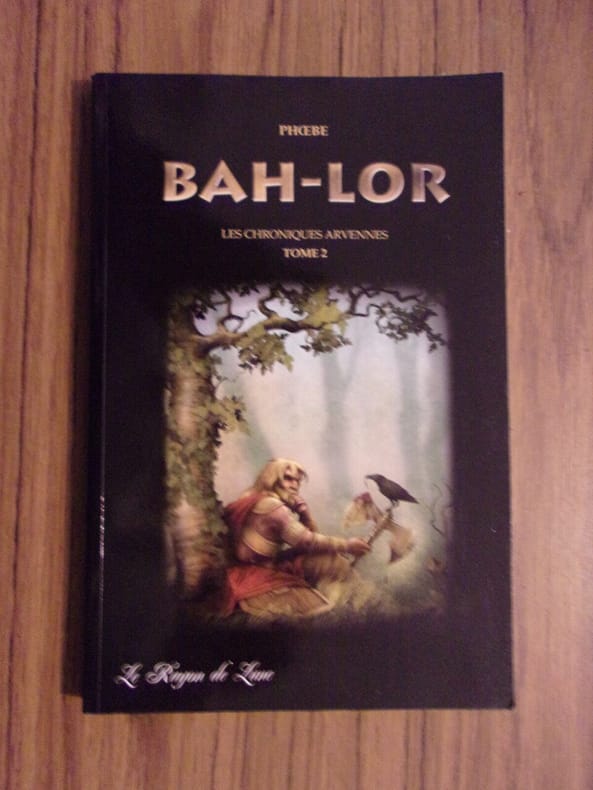 PHŒBE
BAH-LOR
LES CHRONIQUES ARVENNES
TOME 2
Le Rayon de Lune